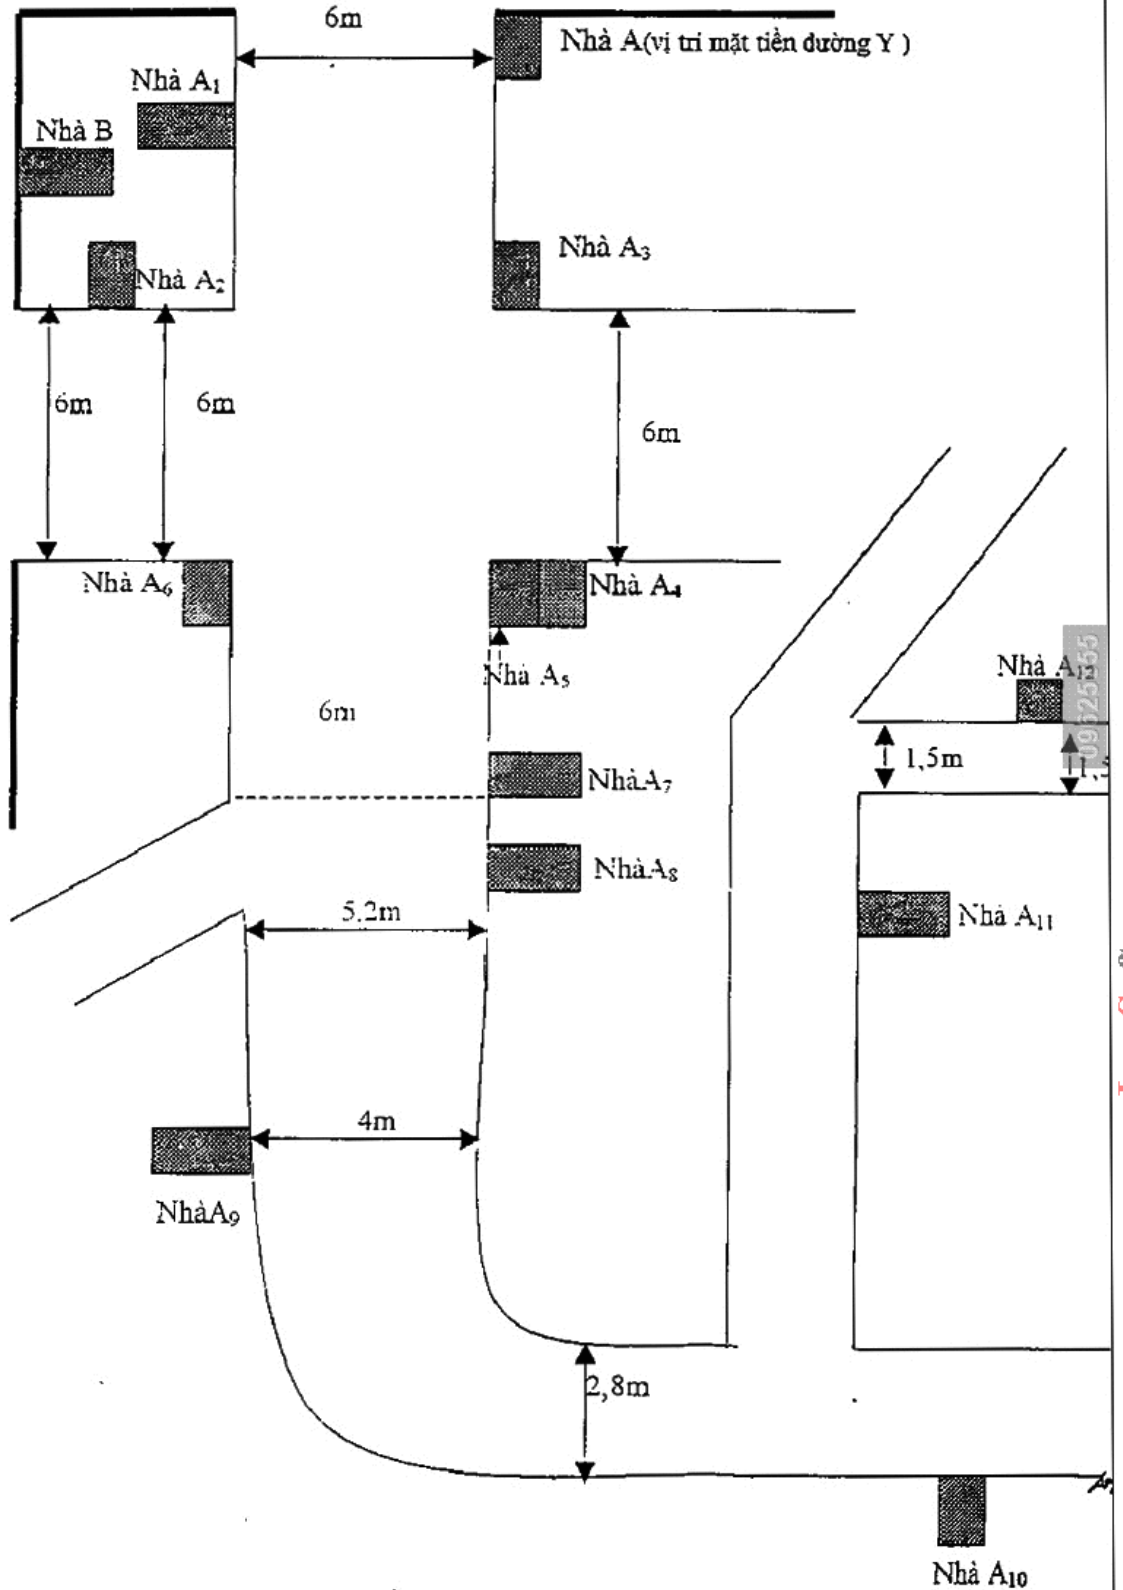 6m
Nhà A(vị trí mặt tiền đường Y )
Nhà A₁
Nhà B
Nhà A₃
Nhà A₂
6m
6m
6m
Nhà A₆
Nhà A₄
Nhà A₅
Nhà A₁₂
6m
09625755
1,5m
NhàA₇
NhàA₈
5.2m
Nhà A₁₁
4m
NhàA₉
2,8m
Nhà A₁₀